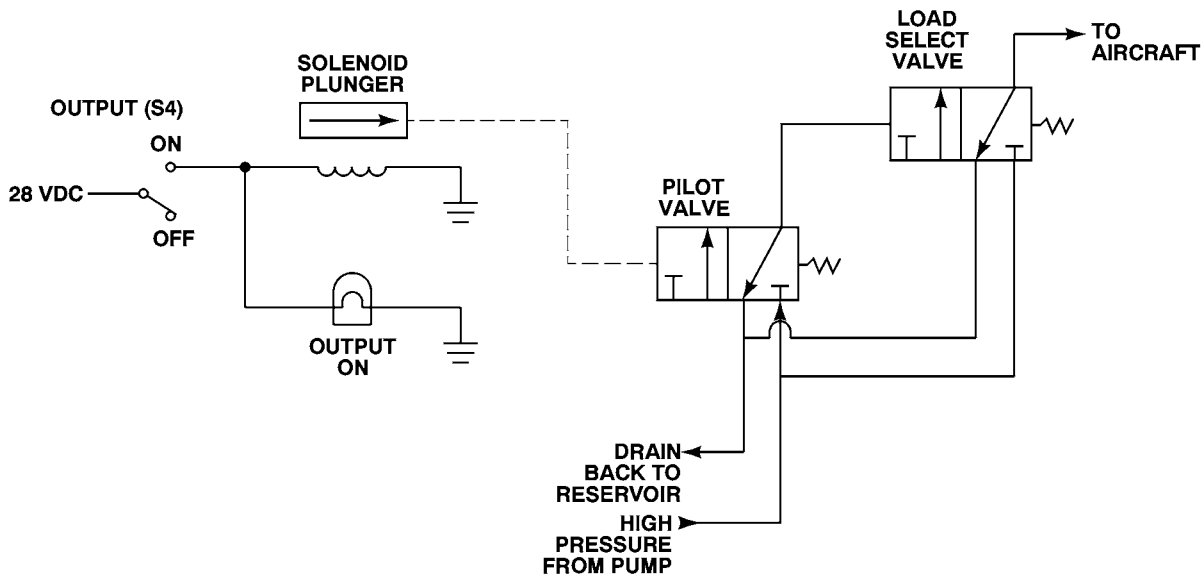 LOAD
SELECT
VALVE
TO
AIRCRAFT
SOLENOID
PLUNGER
OUTPUT (S4)
ON
28 VDC
OFF
PILOT
VALVE
OUTPUT
ON
DRAIN
BACK TO
RESERVOIR
HIGH
PRESSURE
FROM PUMP